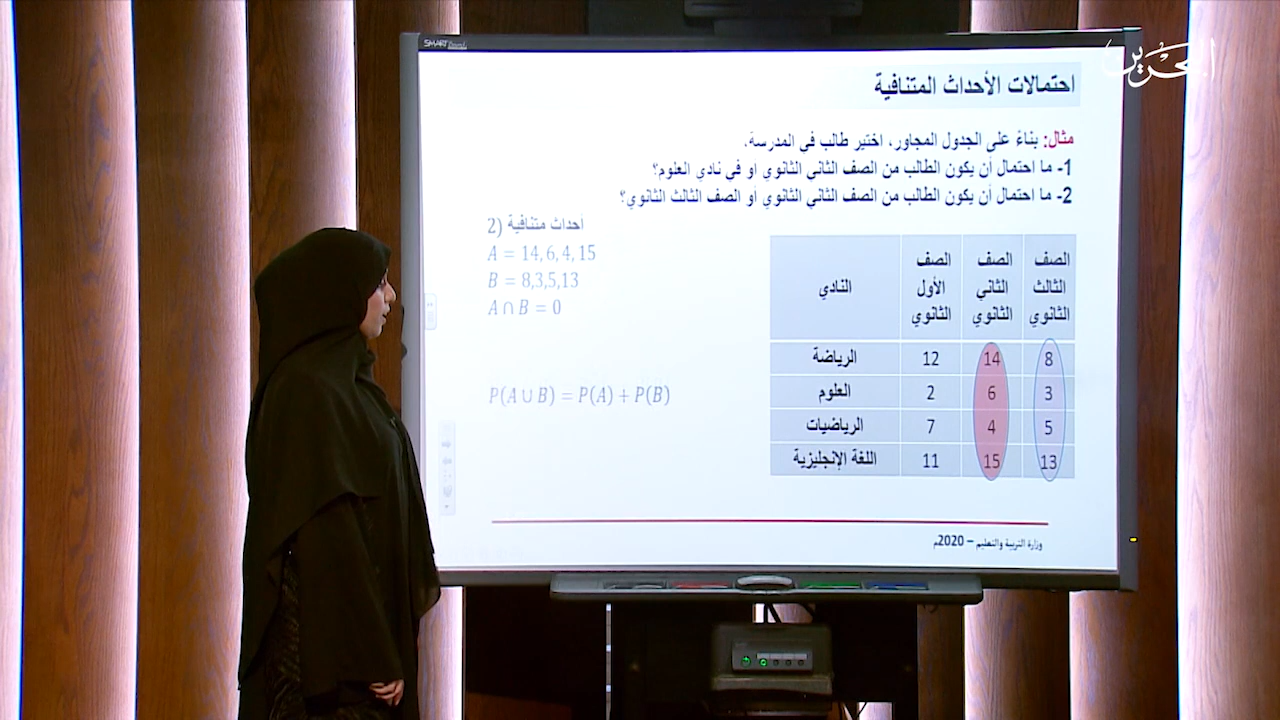 SMART Board
البحرين
احتمالات الأحداث المتنافية
مثال: بناءً على الجدول المجاور، اختير طالب في المدرسة،
1- ما احتمال أن يكون الطالب من الصف الثاني الثانوي او في نادي العلوم؟
2- ما احتمال أن يكون الطالب من الصف الثاني الثانوي أو الصف الثالث الثانوي؟
2) أحداث متنافية
A = 14, 6, 4, 15
B = 8,3,5,13
A ∩ B = 0
P(A ∪ B) = P(A) + P(B)
النادي الصف الأول الثانوي الصف الثاني الثانوي الصف الثالث الثانوي
الرياضة 12 14 8
العلوم 2 6 3
الرياضيات 7 4 5
اللغة الإنجليزية 11 15 13
وزارة التربية والتعليم – 2020م